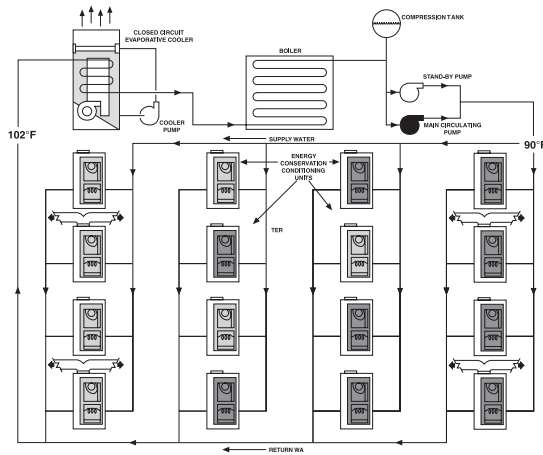 COMPRESSION TANK
CLOSED CIRCUIT
EVAPORATIVE COOLER
BOILER
STAND-BY PUMP
102°F
COOLER
PUMP
MAIN CIRCULATING
PUMP
SUPPLY WATER
90°F
ENERGY
CONSERVATION
CONDITIONING
UNITS
TER
RETURN WA